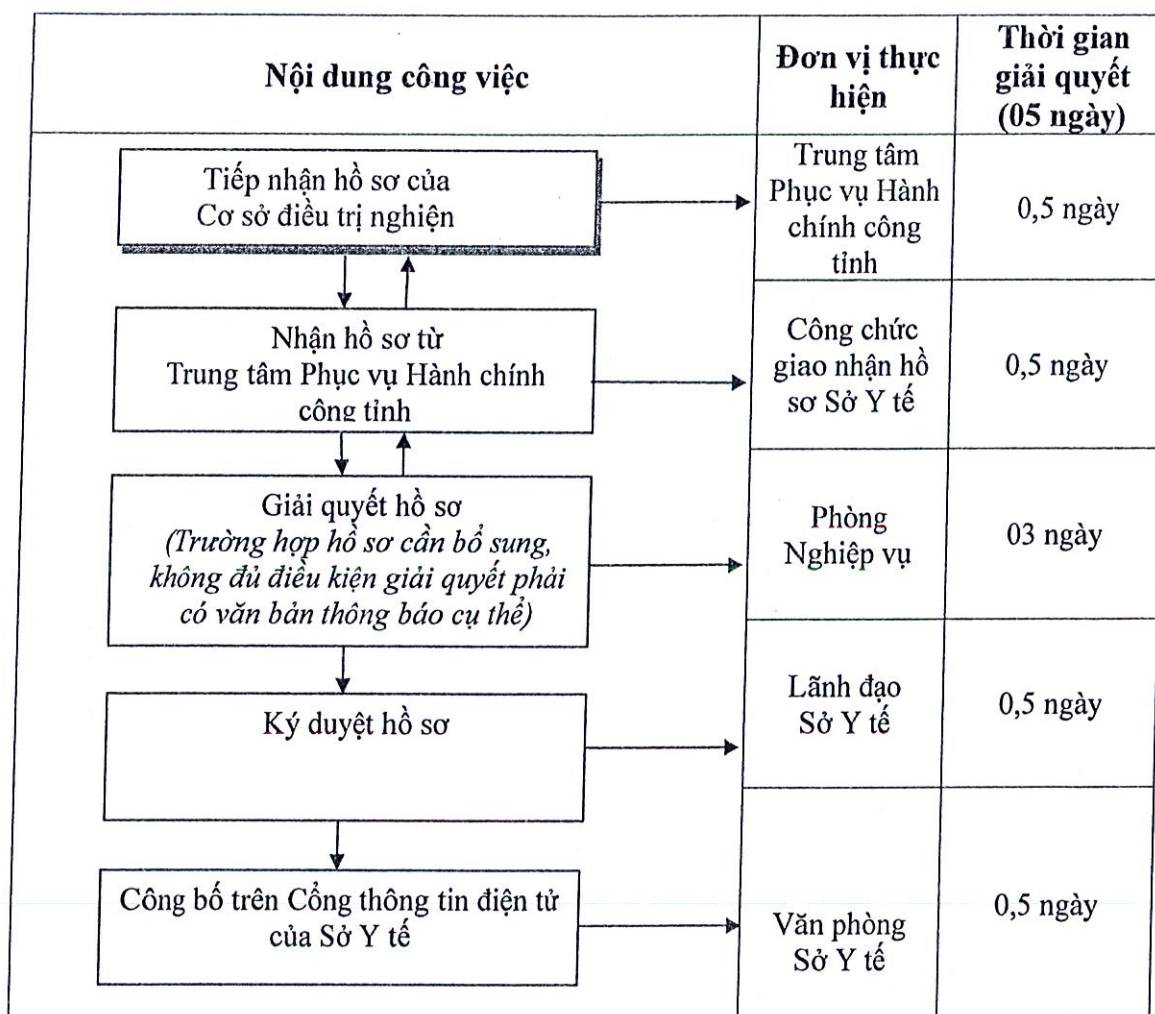 Nội dung công việc
Đơn vị thực
hiện
Thời gian
giải quyết
(05 ngày)
Tiếp nhận hồ sơ của
Cơ sở điều trị nghiện
Trung tâm
Phục vụ Hành
chính công
tỉnh
0,5 ngày
Nhận hồ sơ từ
Trung tâm Phục vụ Hành chính
công tỉnh
Công chức
giao nhận hồ
sơ Sở Y tế
0,5 ngày
Giải quyết hồ sơ
(Trường hợp hồ sơ cần bổ sung,
không đủ điều kiện giải quyết phải
có văn bản thông báo cụ thể)
Phòng
Nghiệp vụ
03 ngày
Ký duyệt hồ sơ
Lãnh đạo
Sở Y tế
0,5 ngày
Công bố trên Cổng thông tin điện tử
của Sở Y tế
Văn phòng
Sở Y tế
0,5 ngày